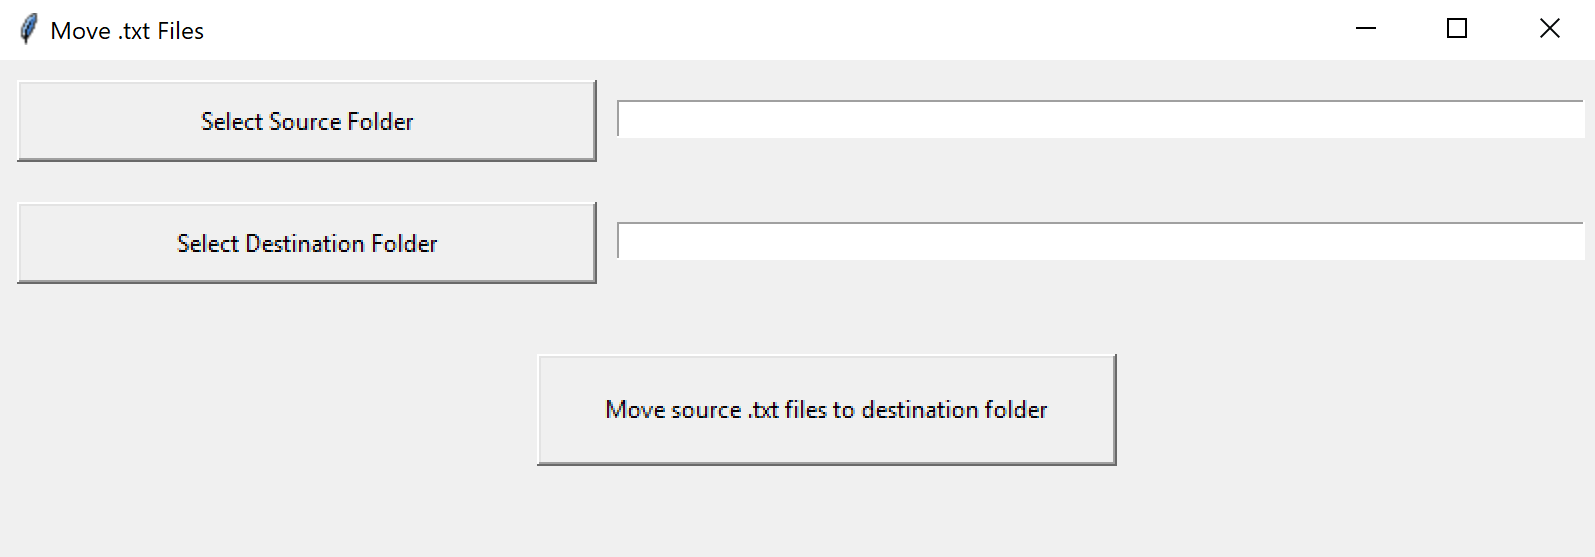 Move .txt Files
Select Source Folder
Select Destination Folder
Move source .txt files to destination folder